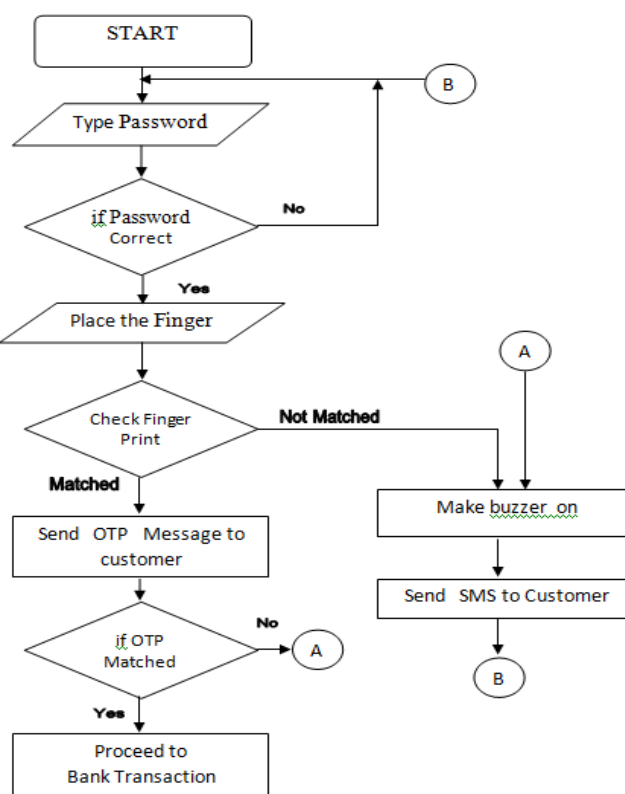 START
B
Type Password
if Password
Correct
No
Yes
Place the Finger
A
Check Finger
Print
Not Matched
Matched
Make buzzer on
Send OTP Message to
customer
Send SMS to Customer
if OTP
Matched
No
A
B
Yes
Proceed to
Bank Transaction